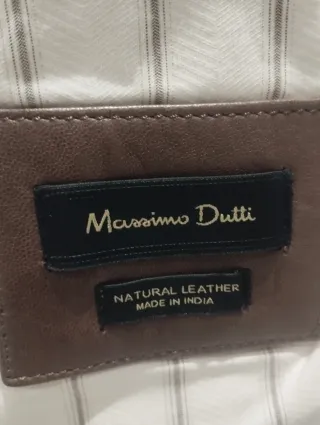 Massimo Dutti
NATURAL LEATHER
MADE IN INDIA